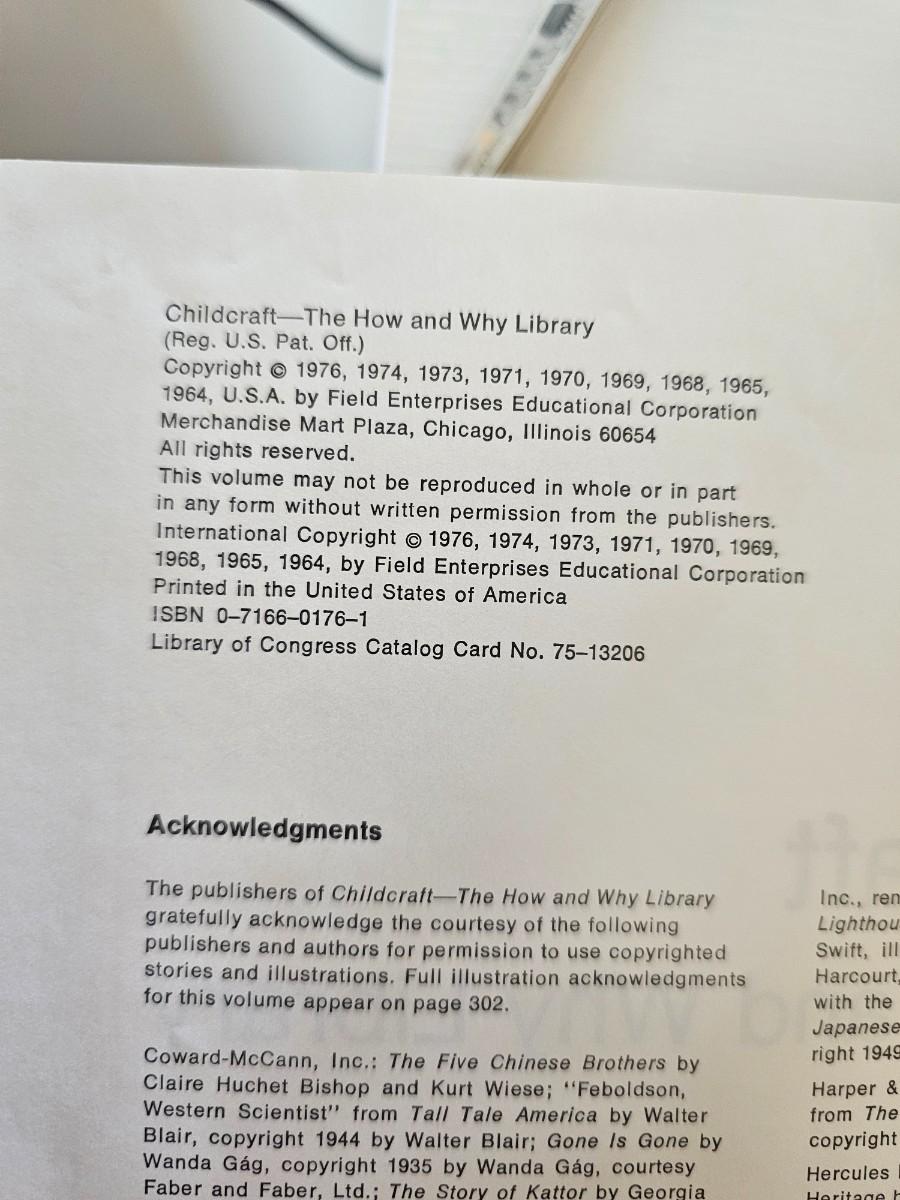 Childcraft—The How and Why Library
(Reg. U.S. Pat. Off.)
Copyright © 1976, 1974, 1973, 1971, 1970, 1969, 1968, 1965,
1964, U.S.A. by Field Enterprises Educational Corporation
Merchandise Mart Plaza, Chicago, Illinois 60654
All rights reserved.
This volume may not be reproduced in whole or in part
in any form without written permission from the publishers.
International Copyright © 1976, 1974, 1973, 1971, 1970, 1969,
1968, 1965, 1964, by Field Enterprises Educational Corporation
Printed in the United States of America
ISBN 0–7166–0176–1
Library of Congress Catalog Card No. 75–13206
Acknowledgments
The publishers of Childcraft—The How and Why Library
gratefully acknowledge the courtesy of the following
publishers and authors for permission to use copyrighted
stories and illustrations. Full illustration acknowledgments
for this volume appear on page 302.
Coward-McCann, Inc.: The Five Chinese Brothers by
Claire Huchet Bishop and Kurt Wiese; "Feboldson,
Western Scientist" from Tall Tale America by Walter
Blair, copyright 1944 by Walter Blair; Gone Is Gone by
Wanda Gág, copyright 1935 by Wanda Gág, courtesy
Faber and Faber, Ltd.; The Story of Kattor by Georgia
Inc., ren
Lighthou
Swift, ill
Harcourt,
with the
Japanese
right 1949
Harper &
from The
copyright
Hercules
Heritage